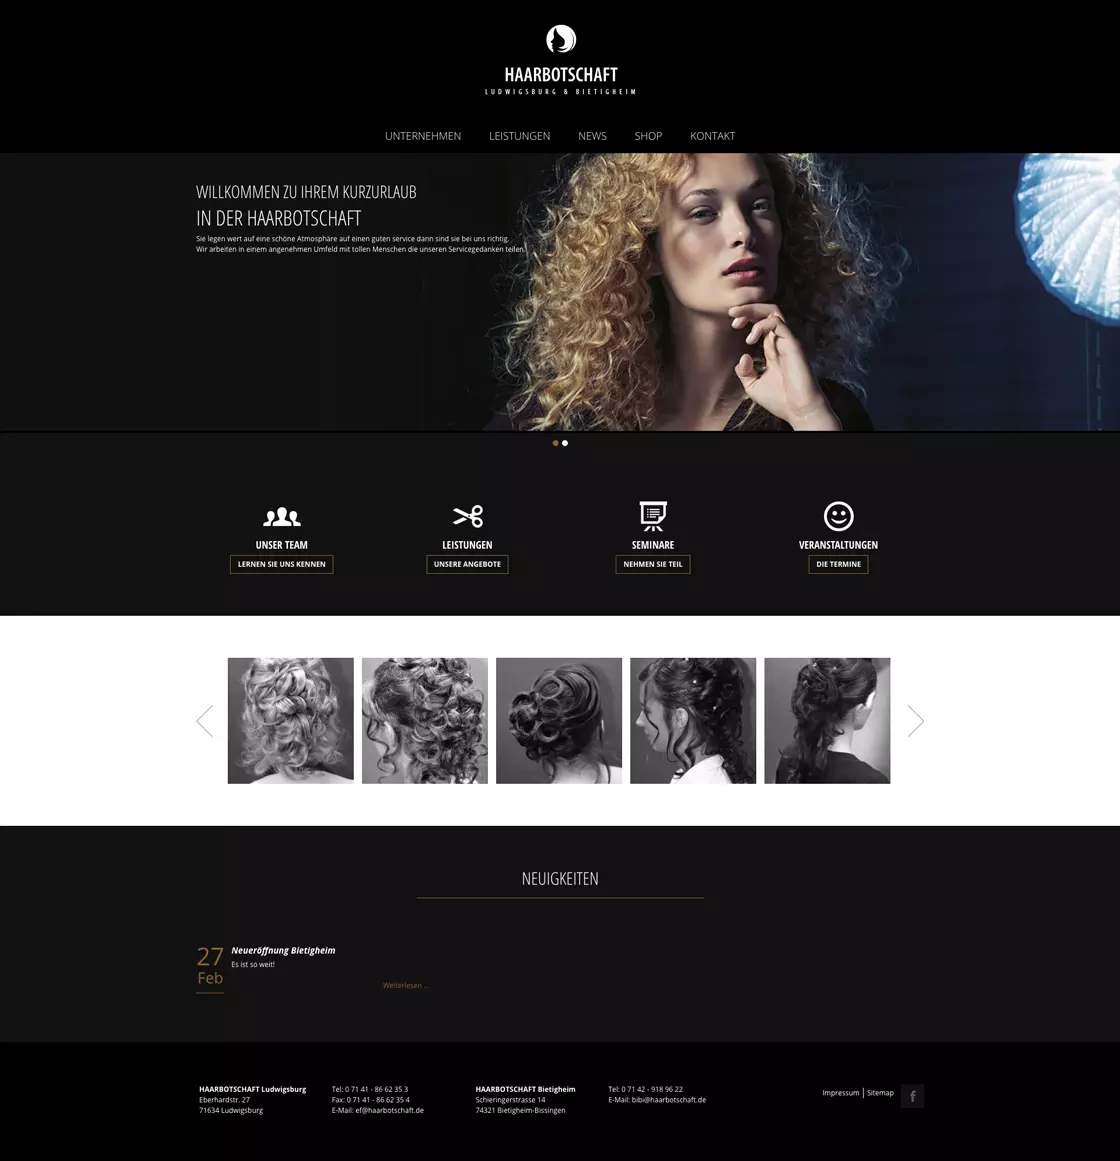 HAARBOTSCHAFT
LUDWIGSBURG & BIETIGHEIM
UNTERNEHMEN LEISTUNGEN NEWS SHOP KONTAKT
WILLKOMMEN ZU IHREM KURZURLAUB
IN DER HAARBOTSCHAFT
Sie legen wert auf eine schöne Atmosphäre auf einen guten service dann sind sie bei uns richtig.
Wir arbeiten in einem angenehmen Umfeld mit tollen Menschen die unseren Servicegedanken teilen.
UNSER TEAM
LERNEN SIE UNS KENNEN
LEISTUNGEN
UNSERE ANGEBOTE
SEMINARE
NEHMEN SIE TEIL
VERANSTALTUNGEN
DIE TERMINE
NEUIGKEITEN
27
Feb
Neueröffnung Bietigheim
Es ist so weit!
Weiterlesen ...
HAARBOTSCHAFT Ludwigsburg
Eberhardstr. 27
71634 Ludwigsburg
Tel: 0 71 41 - 86 62 35 3
Fax: 0 71 41 - 86 62 35 4
E-Mail: ef@haarbotschaft.de
HAARBOTSCHAFT Bietigheim
Schieringerstrasse 14
74321 Bietigheim-Bissingen
Tel: 0 71 42 - 918 96 22
E-Mail: bibi@haarbotschaft.de
Impressum | Sitemap
f